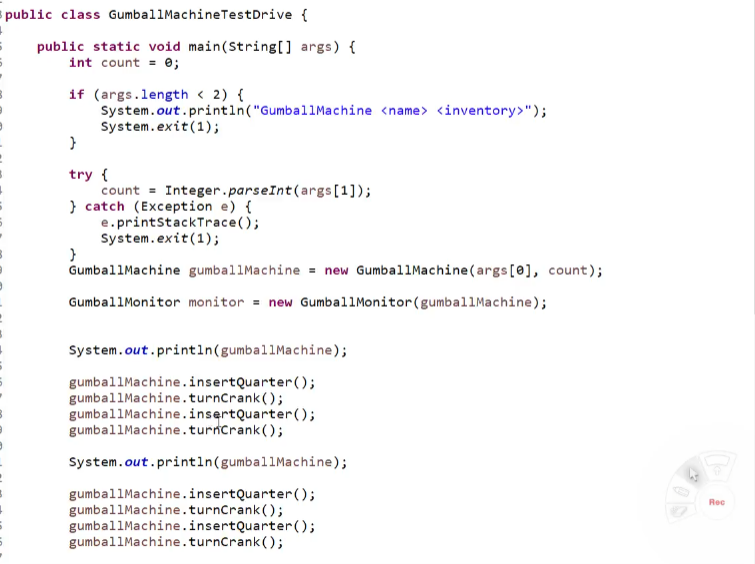 public class GumballMachineTestDrive {
public static void main(String[] args) {
int count = 0;
if (args.length < 2) {
System.out.println("GumballMachine <name> <inventory>");
System.exit(1);
}
try {
count = Integer.parseInt(args[1]);
} catch (Exception e) {
e.printStackTrace();
System.exit(1);
}
GumballMachine gumballMachine = new GumballMachine(args[0], count);
GumballMonitor monitor = new GumballMonitor(gumballMachine);
System.out.println(gumballMachine);
gumballMachine.insertQuarter();
gumballMachine.turnCrank();
gumballMachine.insertQuarter();
gumballMachine.turnCrank();
System.out.println(gumballMachine);
gumballMachine.insertQuarter();
gumballMachine.turnCrank();
gumballMachine.insertQuarter();
gumballMachine.turnCrank();
Rec